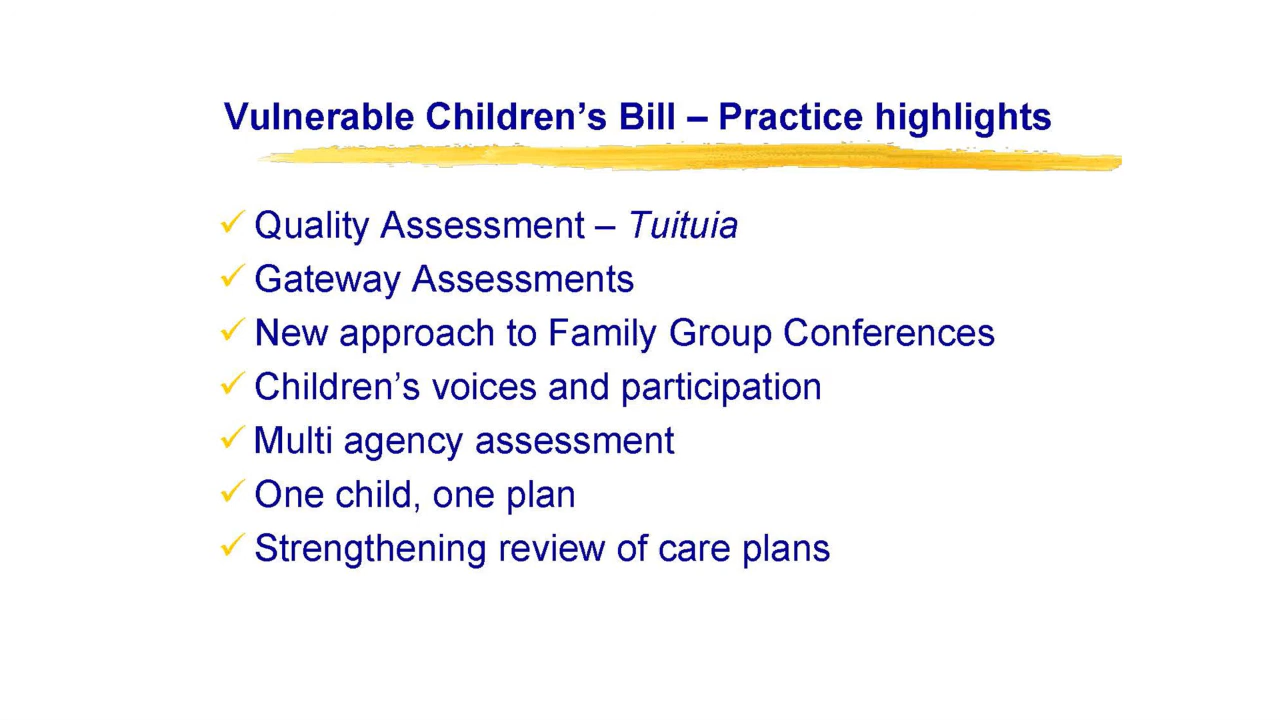 Vulnerable Children’s Bill – Practice highlights
✓ Quality Assessment – Tuituia
✓ Gateway Assessments
✓ New approach to Family Group Conferences
✓ Children’s voices and participation
✓ Multi agency assessment
✓ One child, one plan
✓ Strengthening review of care plans